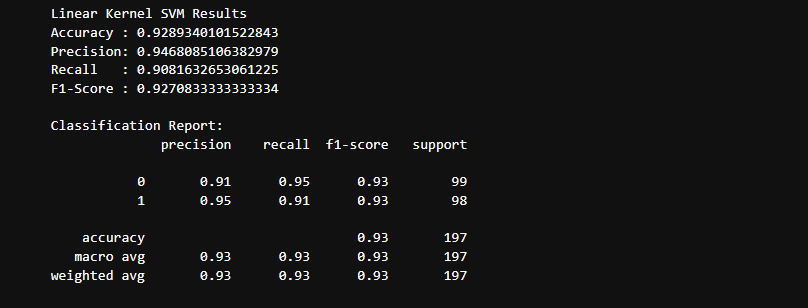 Linear Kernel SVM Results
Accuracy : 0.9289340101522843
Precision: 0.9468085106382979
Recall   : 0.9081632653061225
F1-Score : 0.9270833333333334
Classification Report:
precision recall f1-score support
0 0.91 0.95 0.93 99
1 0.95 0.91 0.93 98
accuracy 0.93 197
macro avg 0.93 0.93 0.93 197
weighted avg 0.93 0.93 0.93 197